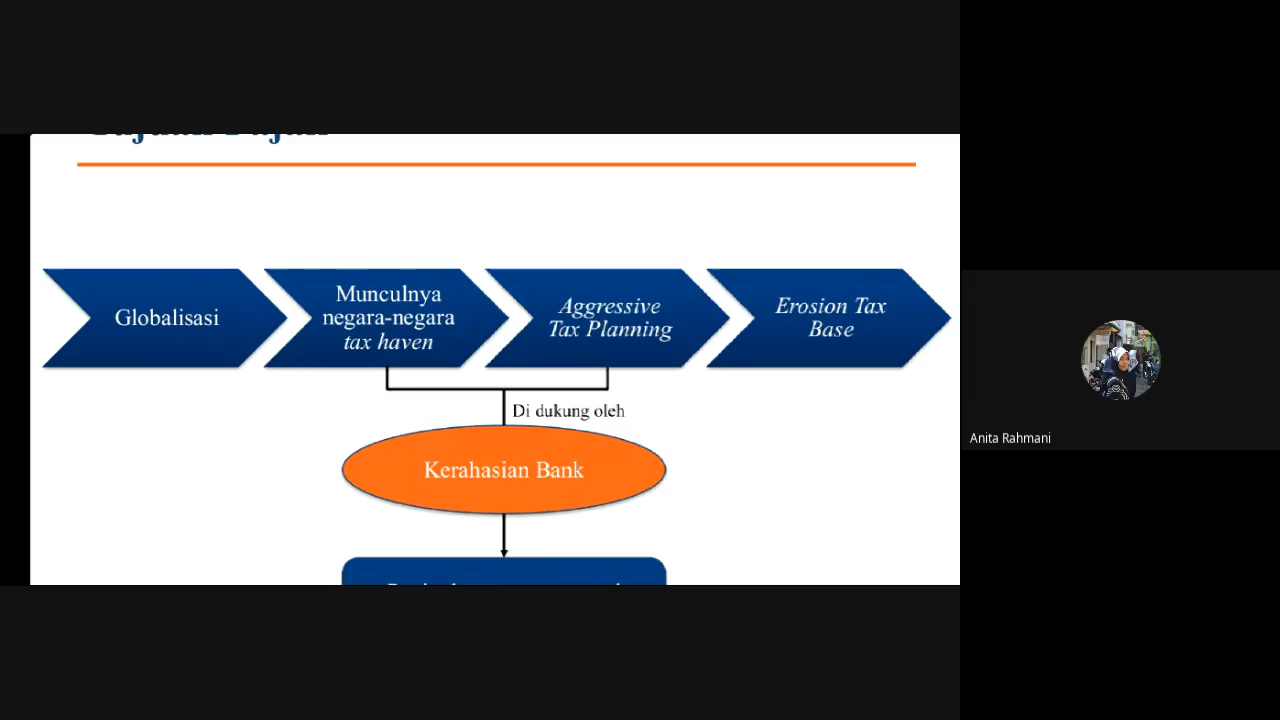 Globalisasi
Munculnya
negara-negara
tax haven
Aggressive
Tax Planning
Erosion Tax
Base
Di dukung oleh
Kerahasian Bank
Anita Rahmani